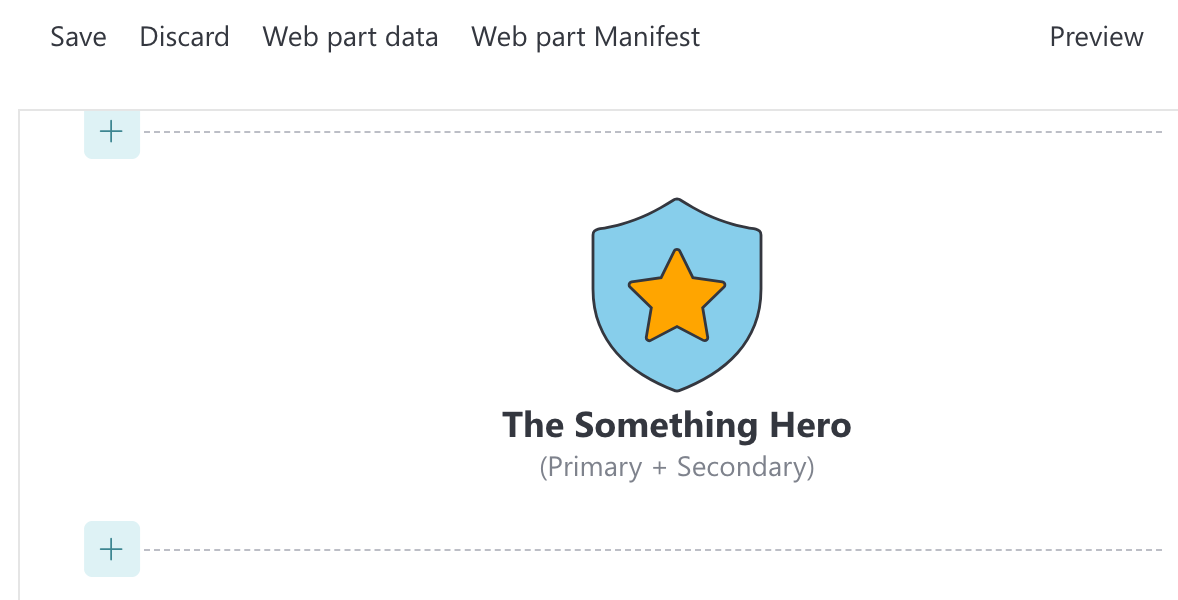 Save Discard Web part data Web part Manifest Preview
The Something Hero
(Primary + Secondary)